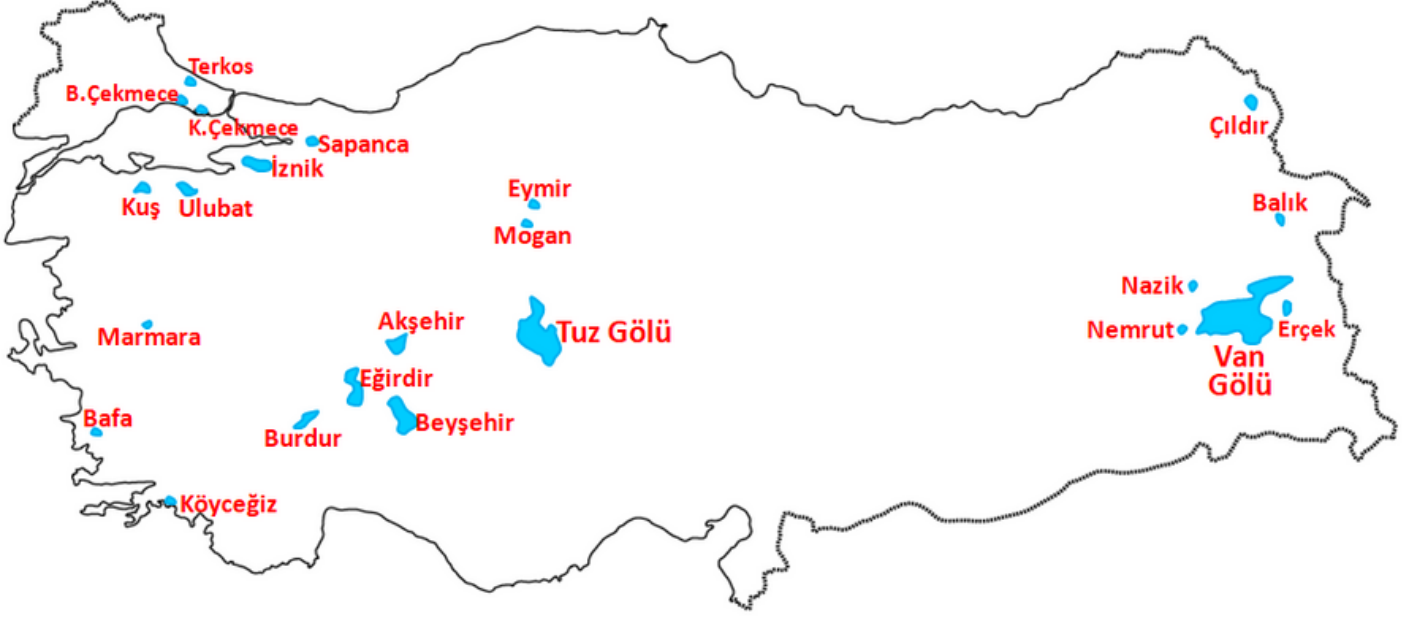 Terkos
B.Çekmece
K.Çekmece
Sapanca
İznik
Kuş
Ulubat
Eymir
Mogan
Çıldır
Balık
Nazik
Nemrut
Erçek
Van
Gölü
Marmara
Akşehir
Tuz Gölü
Eğirdir
Bafa
Burdur
Beyşehir
Köyceğiz